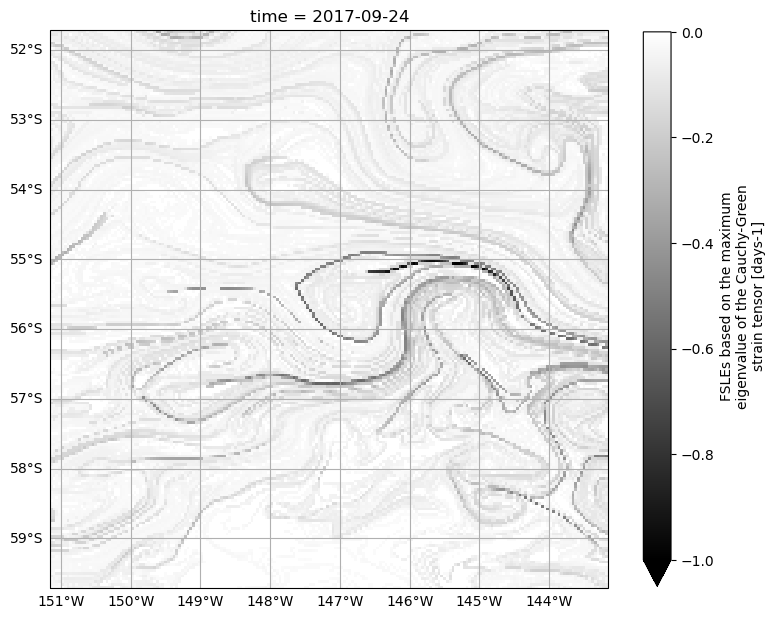 time = 2017-09-24
52°S
53°S
54°S
55°S
56°S
57°S
58°S
59°S
151°W 150°W 149°W 148°W 147°W 146°W 145°W 144°W
0.0
−0.2
−0.4
−0.6
−0.8
−1.0
FSLEs based on the maximum
eigenvalue of the Cauchy-Green
strain tensor [days-1]